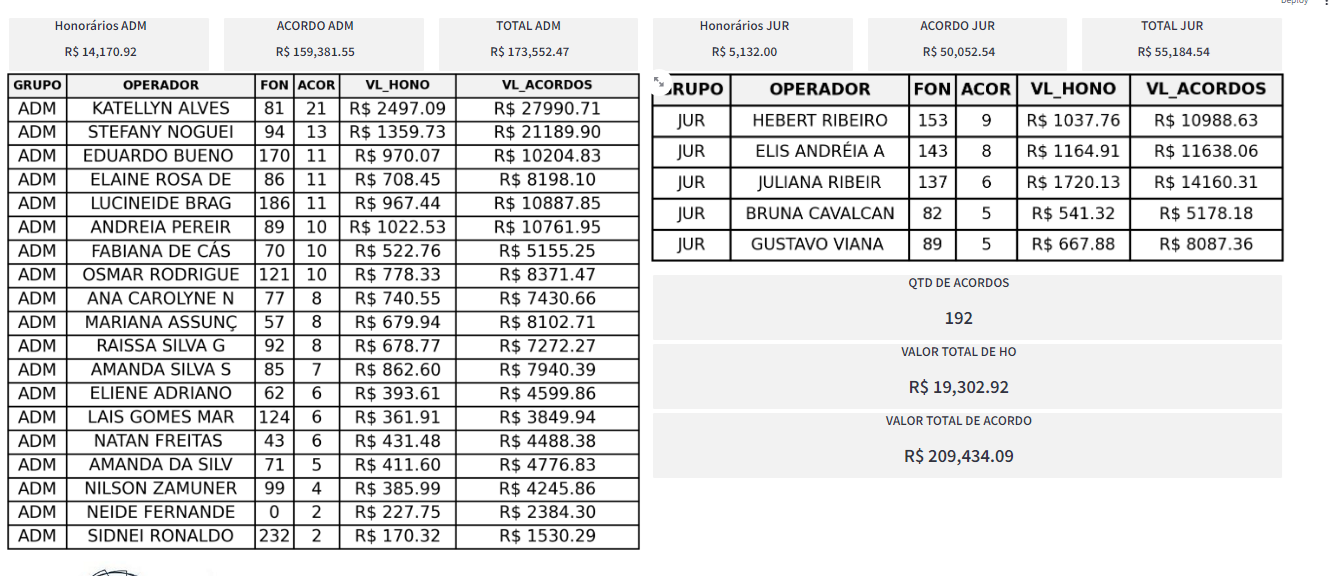 Deploy
Honorários ADM
R$ 14,170.92
ACORDO ADM
R$ 159,381.55
TOTAL ADM
R$ 173,552.47
Honorários JUR
R$ 5,132.00
ACORDO JUR
R$ 50,052.54
TOTAL JUR
R$ 55,184.54
GRUPO OPERADOR FON ACOR VL_HONO VL_ACORDOS
ADM KATELLYN ALVES 81 21 R$ 2497.09 R$ 27990.71
ADM STEFANY NOGUEI 94 13 R$ 1359.73 R$ 21189.90
ADM EDUARDO BUENO 170 11 R$ 970.07 R$ 10204.83
ADM ELAINE ROSA DE 86 11 R$ 708.45 R$ 8198.10
ADM LUCINEIDE BRAG 186 11 R$ 967.44 R$ 10887.85
ADM ANDREIA PEREIR 89 10 R$ 1022.53 R$ 10761.95
ADM FABIANA DE CÁS 70 10 R$ 522.76 R$ 5155.25
ADM OSMAR RODRIGUE 121 10 R$ 778.33 R$ 8371.47
ADM ANA CAROLYNE N 77 8 R$ 740.55 R$ 7430.66
ADM MARIANA ASSUNÇ 57 8 R$ 679.94 R$ 8102.71
ADM RAISSA SILVA G 92 8 R$ 678.77 R$ 7272.27
ADM AMANDA SILVA S 85 7 R$ 862.60 R$ 7940.39
ADM ELIENE ADRIANO 62 6 R$ 393.61 R$ 4599.86
ADM LAIS GOMES MAR 124 6 R$ 361.91 R$ 3849.94
ADM NATAN FREITAS 43 6 R$ 431.48 R$ 4488.38
ADM AMANDA DA SILV 71 5 R$ 411.60 R$ 4776.83
ADM NILSON ZAMUNER 99 4 R$ 385.99 R$ 4245.86
ADM NEIDE FERNANDE 0 2 R$ 227.75 R$ 2384.30
ADM SIDNEI RONALDO 232 2 R$ 170.32 R$ 1530.29
GRUPO OPERADOR FON ACOR VL_HONO VL_ACORDOS
JUR HEBERT RIBEIRO 153 9 R$ 1037.76 R$ 10988.63
JUR ELIS ANDRÉIA A 143 8 R$ 1164.91 R$ 11638.06
JUR JULIANA RIBEIR 137 6 R$ 1720.13 R$ 14160.31
JUR BRUNA CAVALCAN 82 5 R$ 541.32 R$ 5178.18
JUR GUSTAVO VIANA 89 5 R$ 667.88 R$ 8087.36
QTD DE ACORDOS
192
VALOR TOTAL DE HO
R$ 19,302.92
VALOR TOTAL DE ACORDO
R$ 209,434.09